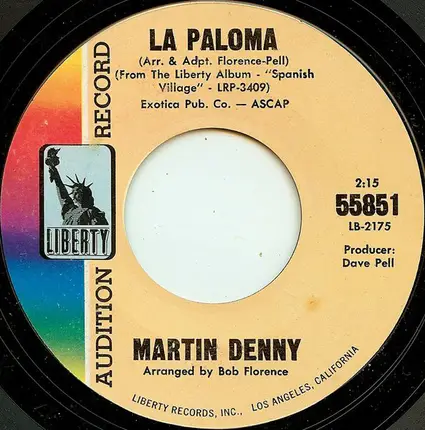 LA PALOMA
(Arr. & Adpt. Florence-Pell)
(From The Liberty Album - "Spanish
Village" - LRP-3409)
Exotica Pub. Co. — ASCAP
AUDITION RECORD
LIBERTY
2:15
55851
LB-2175
Producer:
Dave Pell
MARTIN DENNY
Arranged by Bob Florence
LIBERTY RECORDS, INC., LOS ANGELES, CALIFORNIA